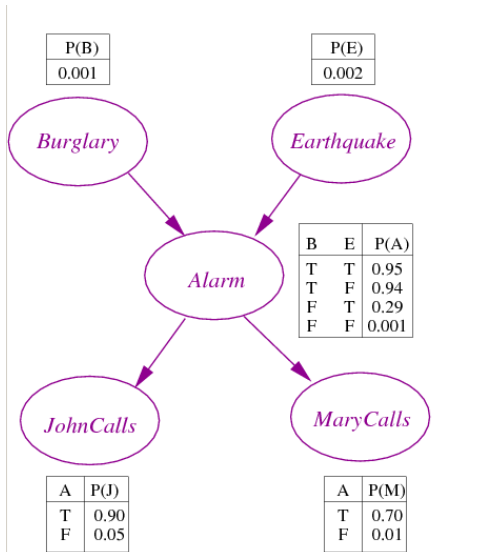 P(B)
0.001
P(E)
0.002
Burglary
Earthquake
B E P(A)
T T 0.95
T F 0.94
F T 0.29
F F 0.001
Alarm
JohnCalls
MaryCalls
A P(J)
T 0.90
F 0.05
A P(M)
T 0.70
F 0.01